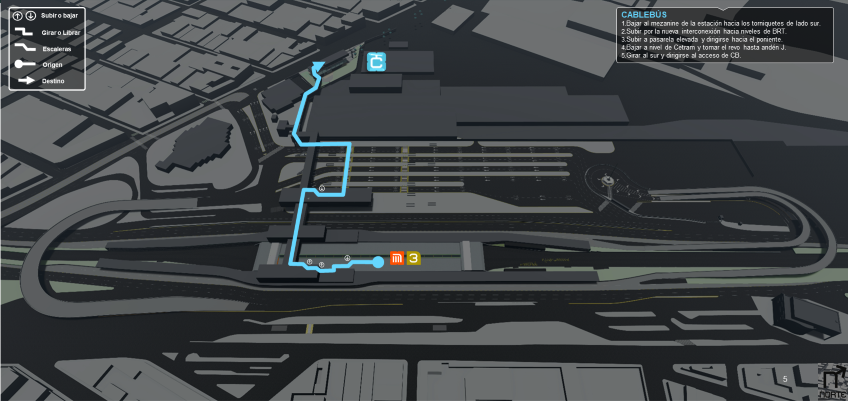 Subir o bajar
Girar o Librar
Escaleras
Origen
Destino
CABLEBÚS
1.Bajar al mezanine de la estación hacia los torniquetes de lado sur.
2.Subir por la nueva interconexión hacia niveles de BRT.
3.Subir a pasarela elevada y dirigirse hacia el poniente.
4.Bajar a nivel de Cetram y tomar el revo hasta andén J.
5.Girar al sur y dirigirse al acceso de CB.
C
3
5
NORTE